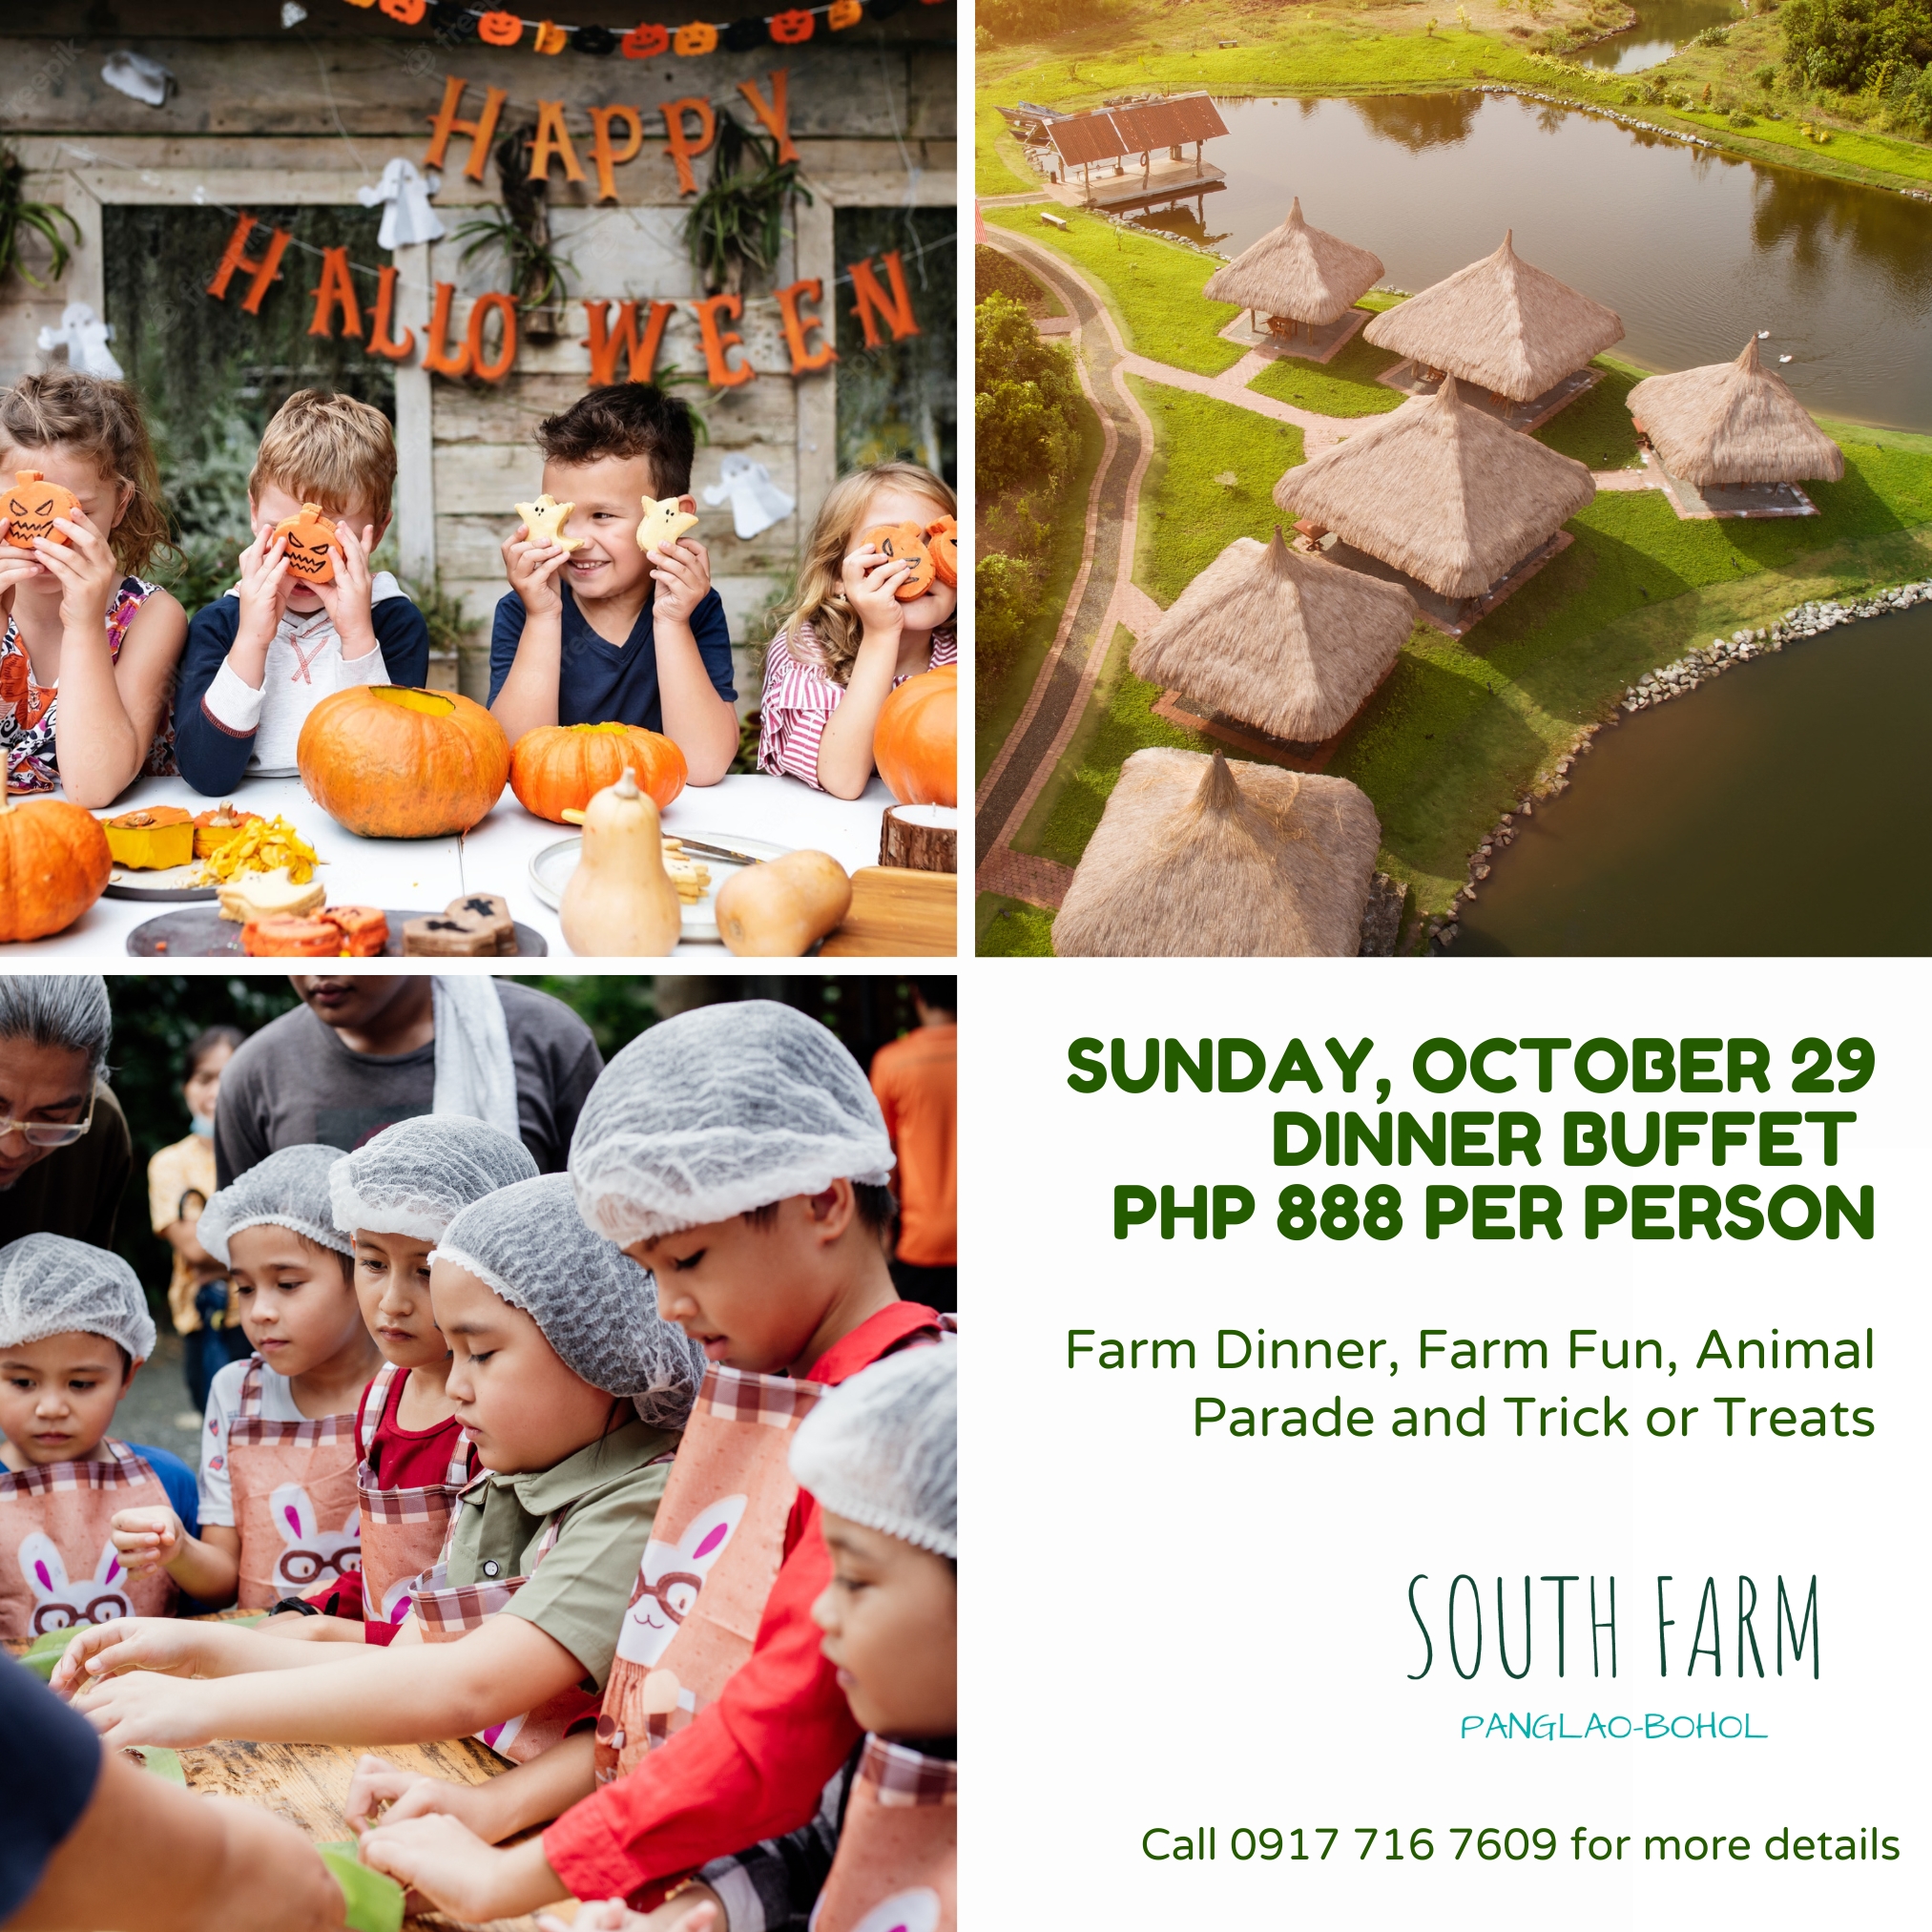 HAPPY
HALLOWEEN
SUNDAY, OCTOBER 29
DINNER BUFFET
PHP 888 PER PERSON
Farm Dinner, Farm Fun, Animal
Parade and Trick or Treats
SOUTH FARM
PANGLAO-BOHOL
Call 0917 716 7609 for more details